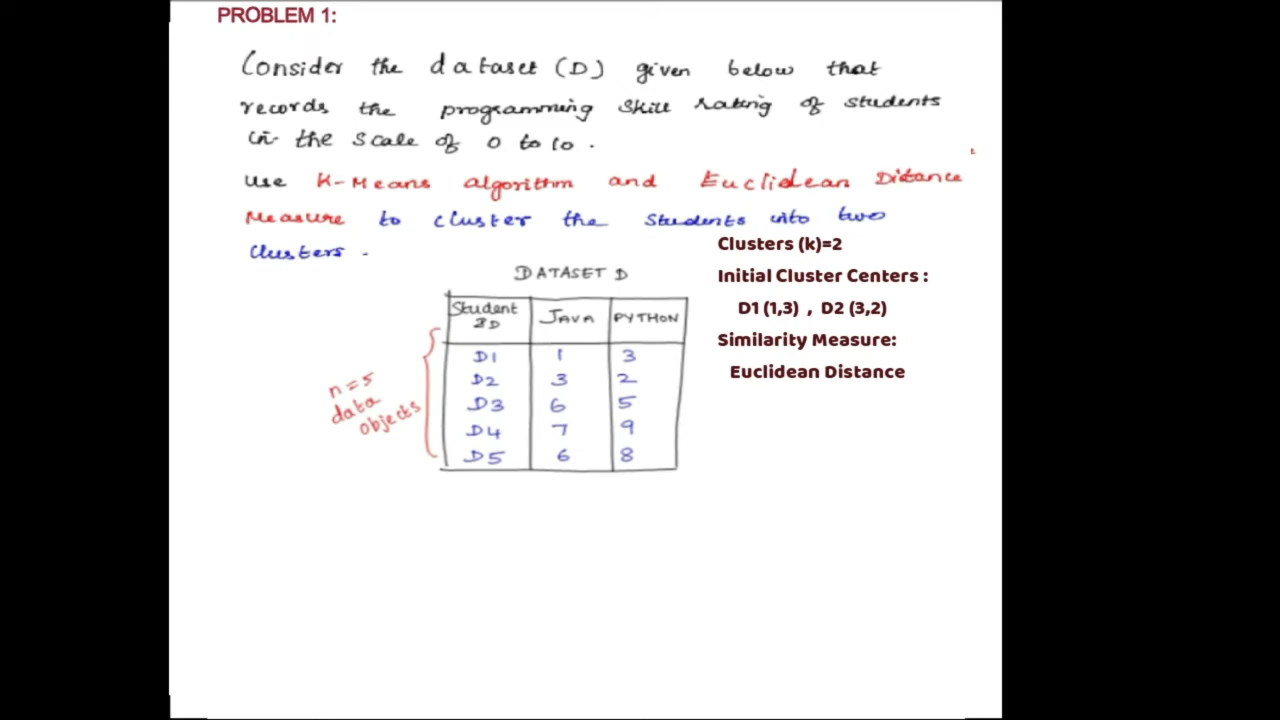 PROBLEM 1:
Consider the dataset (D) given below that
records the programming skill rating of students
in the scale of 0 to 10.
Use K-Means algorithm and Euclidean Distance
Measure to cluster the students into two
clusters.
Clusters (k)=2
Initial Cluster Centers :
D1 (1,3) , D2 (3,2)
Similarity Measure:
Euclidean Distance
DATASET D
Student ID JAVA PYTHON
D1 1 3
D2 3 2
D3 6 5
D4 7 9
D5 6 8
n=5
data
objects